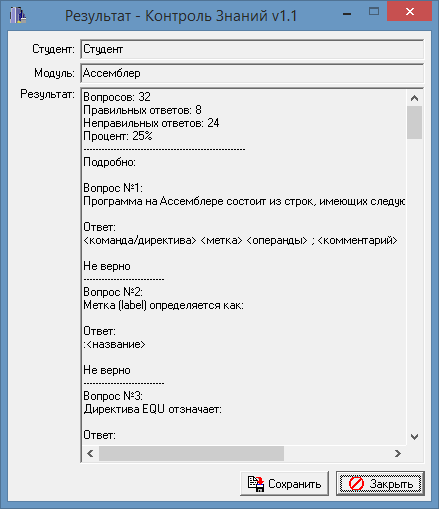 Результат - Контроль Знаний v1.1
Студент: Студент
Модуль: Ассемблер
Результат:
Вопросов: 32
Правильных ответов: 8
Неправильных ответов: 24
Процент: 25%
--------------------------------------------------
Подробно:
Вопрос №1:
Программа на Ассемблере состоит из строк, имеющих следую
Ответ:
<команда/директива> <метка> <операнды> ; <комментарий>
Не верно
-------------------------
Вопрос №2:
Метка (label) определяется как:
Ответ:
:<название>
Не верно
-------------------------
Вопрос №3:
Директива EQU отзначает:
Ответ:
Сохранить
Закрыть